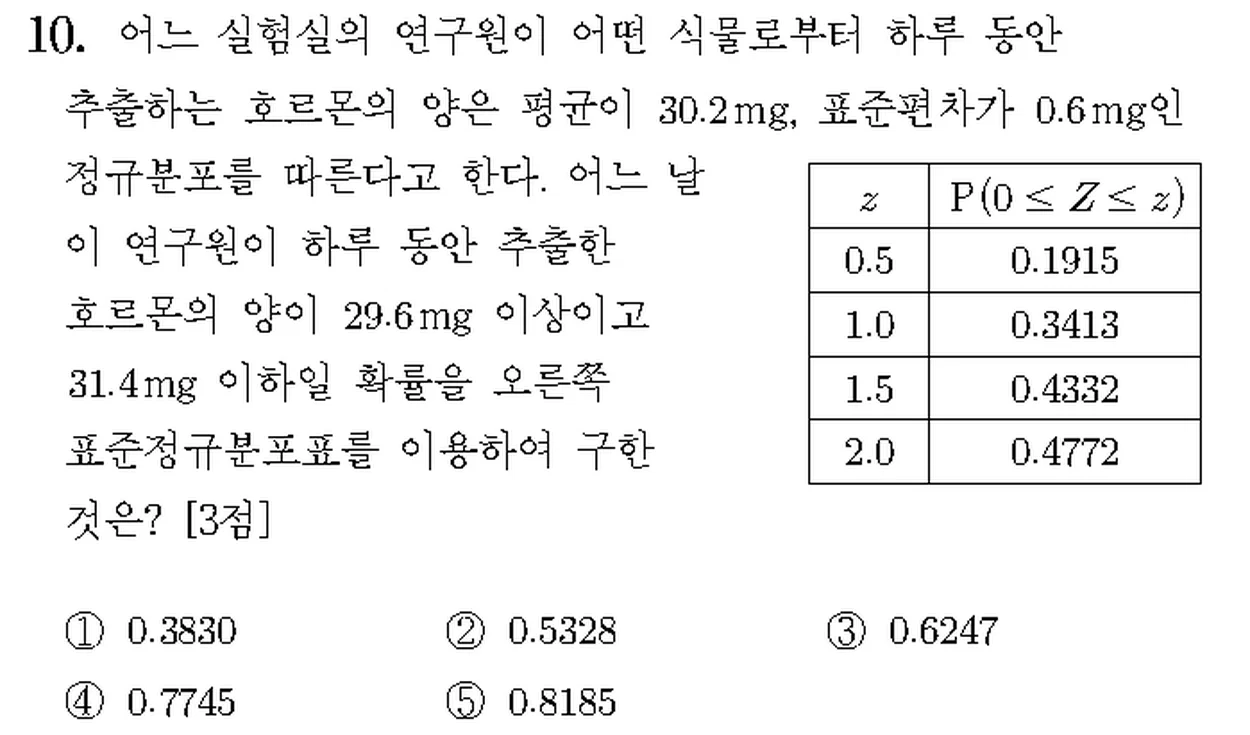 10. 어느 실험실의 연구원이 어떤 식물로부터 하루 동안
추출하는 호르몬의 양은 평균이 30.2mg, 표준편차가 0.6mg인
정규분포를 따른다고 한다. 어느 날
이 연구원이 하루 동안 추출한
호르몬의 양이 29.6mg 이상이고
31.4mg 이하일 확률을 오른쪽
표준정규분포표를 이용하여 구한
것은? [3점]
z P(0 ≤ Z ≤ z)
0.5 0.1915
1.0 0.3413
1.5 0.4332
2.0 0.4772
① 0.3830 ② 0.5328 ③ 0.6247
④ 0.7745 ⑤ 0.8185